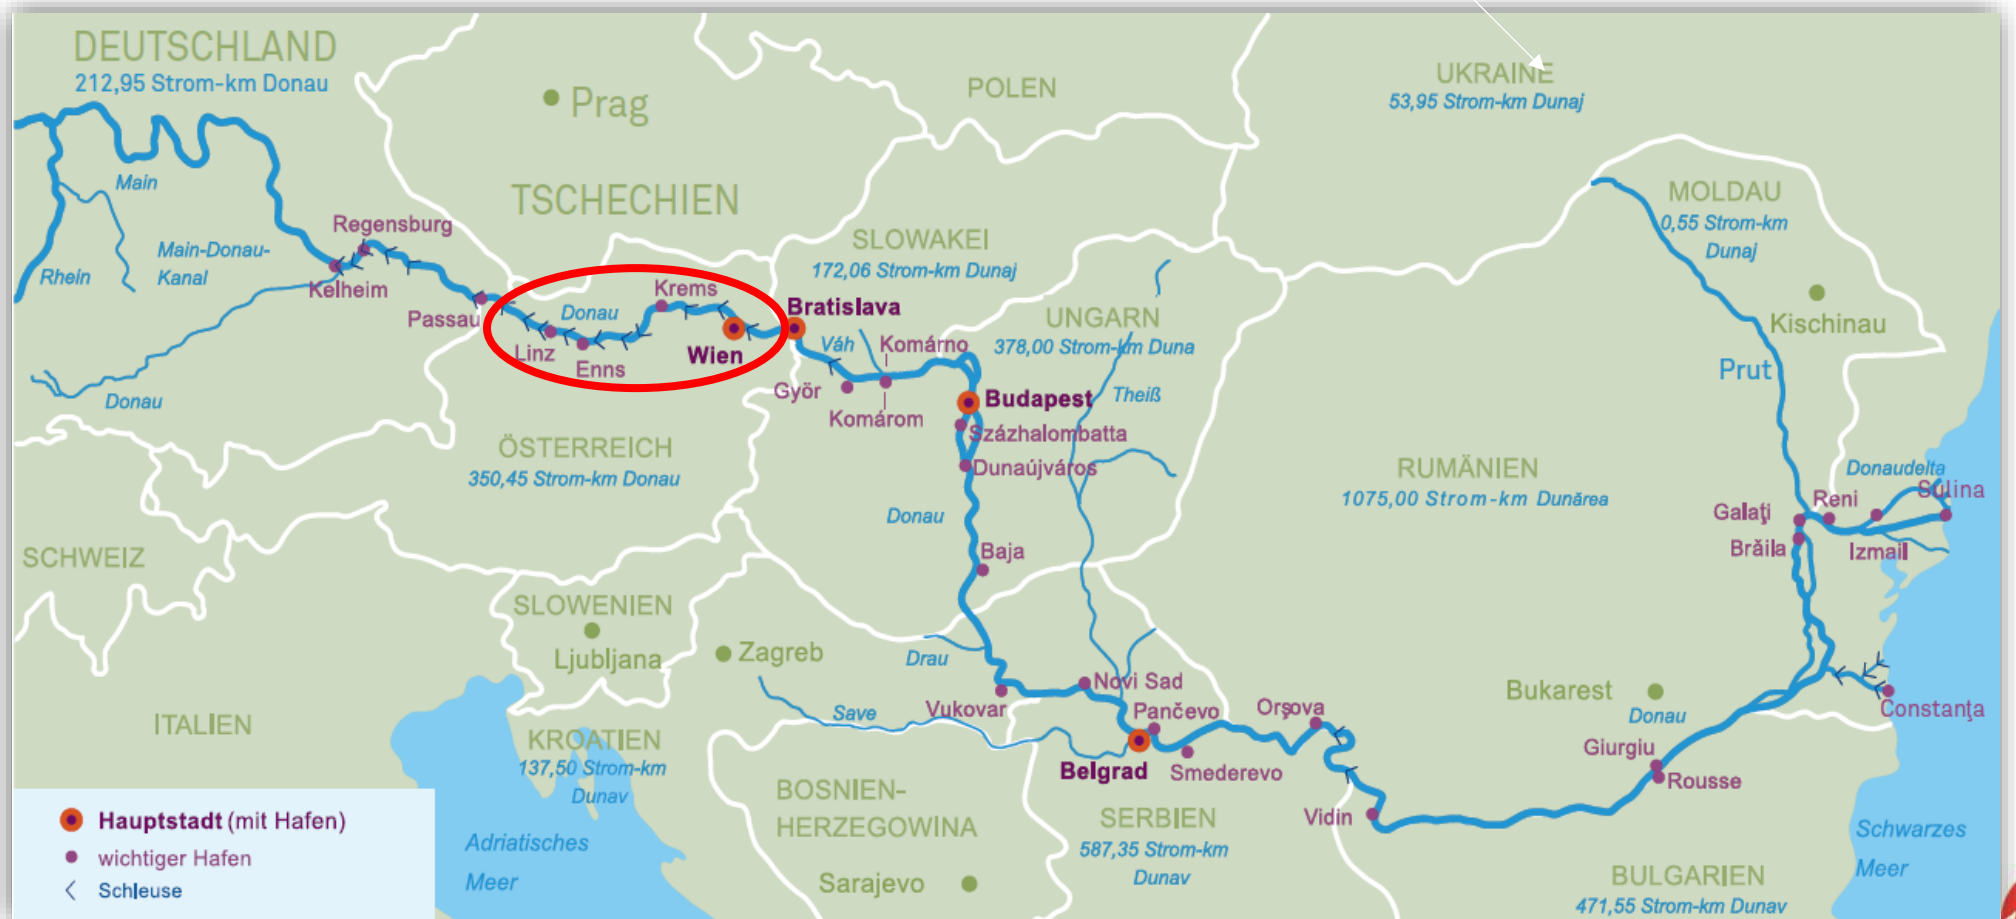 DEUTSCHLAND
212,95 Strom-km Donau
Prag
POLEN
UKRAINE
53,95 Strom-km Dunaj
Main
TSCHECHIEN
MOLDAU
0,55 Strom-km
Dunaj
Regensburg
Main-Donau-
Kanal
Rhein
Kelheim
SLOWAKEI
172,06 Strom-km Dunaj
Passau
Donau
Krems
Linz
Enns
Wien
Bratislava
Váh
Komárno
UNGARN
378,00 Strom-km Duna
Kischinau
Prut
Györ
Komárom
Budapest
Theiß
Donau
Százhalombatta
Dunaújváros
ÖSTERREICH
350,45 Strom-km Donau
RUMÄNIEN
1075,00 Strom-km Dunărea
Donaudelta
Sulina
Reni
Galaţi
Brăila
Izmail
Donau
Baja
SCHWEIZ
SLOWENIEN
Ljubljana
Zagreb
Drau
Vukovar
Novi Sad
Pančevo
Orşova
Bukarest
Donau
Constanţa
ITALIEN
Save
KROATIEN
137,50 Strom-km
Dunav
Belgrad
Smederevo
Giurgiu
Rousse
BOSNIEN-
HERZEGOWINA
Vidin
SERBIEN
587,35 Strom-km
Dunav
Schwarzes
Meer
Adriatisches
Meer
Sarajevo
BULGARIEN
471,55 Strom-km Dunav
Hauptstadt (mit Hafen)
wichtiger Hafen
Schleuse